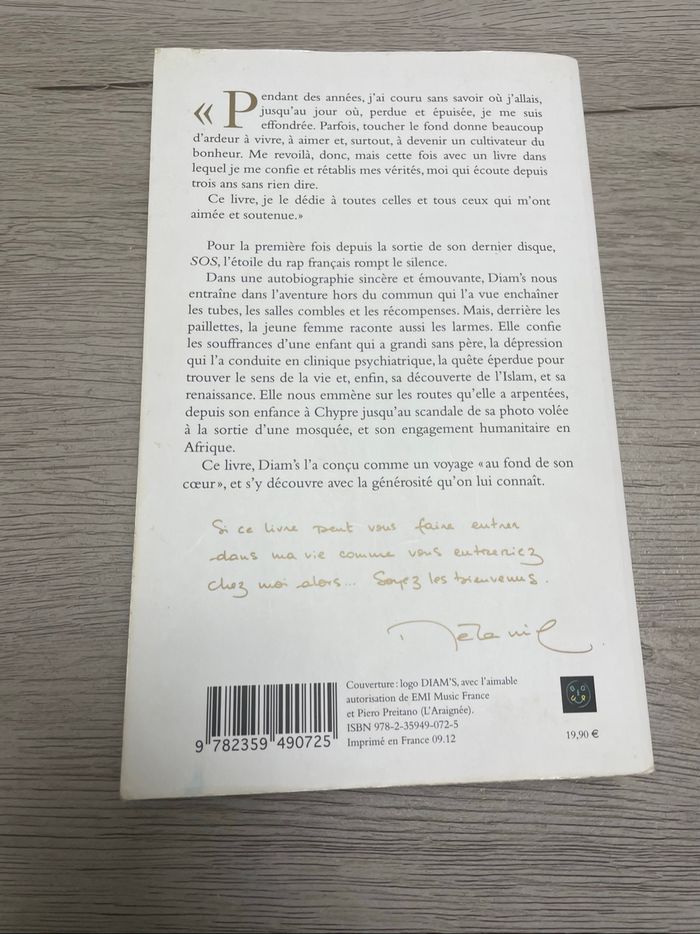 « Pendant des années, j'ai couru sans savoir où j'allais,
jusqu'au jour où, perdue et épuisée, je me suis
effondrée. Parfois, toucher le fond donne beaucoup
d'ardeur à vivre, à aimer et, surtout, à devenir un cultivateur du
bonheur. Me revoilà, donc, mais cette fois avec un livre dans
lequel je me confie et rétablis mes vérités, moi qui écoute depuis
trois ans sans rien dire.
Ce livre, je le dédie à toutes celles et tous ceux qui m'ont
aimée et soutenue.»
Pour la première fois depuis la sortie de son dernier disque,
SOS, l'étoile du rap français rompt le silence.
Dans une autobiographie sincère et émouvante, Diam's nous
entraîne dans l'aventure hors du commun qui l'a vue enchaîner
les tubes, les salles combles et les récompenses. Mais, derrière les
paillettes, la jeune femme raconte aussi les larmes. Elle confie
les souffrances d'une enfant qui a grandi sans père, la dépression
qui l'a conduite en clinique psychiatrique, la quête éperdue pour
trouver le sens de la vie et, enfin, sa découverte de l'Islam, et sa
renaissance. Elle nous emmène sur les routes qu'elle a arpentées,
depuis son enfance à Chypre jusqu'au scandale de sa photo volée
à la sortie d'une mosquée, et son engagement humanitaire en
Afrique.
Ce livre, Diam's l'a conçu comme un voyage «au fond de son
cœur», et s'y découvre avec la générosité qu'on lui connaît.
Si ce livre peut vous faire entrer
dans ma vie comme vous entreriez
chez moi alors... Soyez les bienvenus.
Couverture : logo DIAM'S, avec l'aimable
autorisation de EMI Music France
et Piero Preitano (L'Araignée).
ISBN 978-2-35949-072-5
Imprimé en France 09.12
9 782359 490725
19,90 €